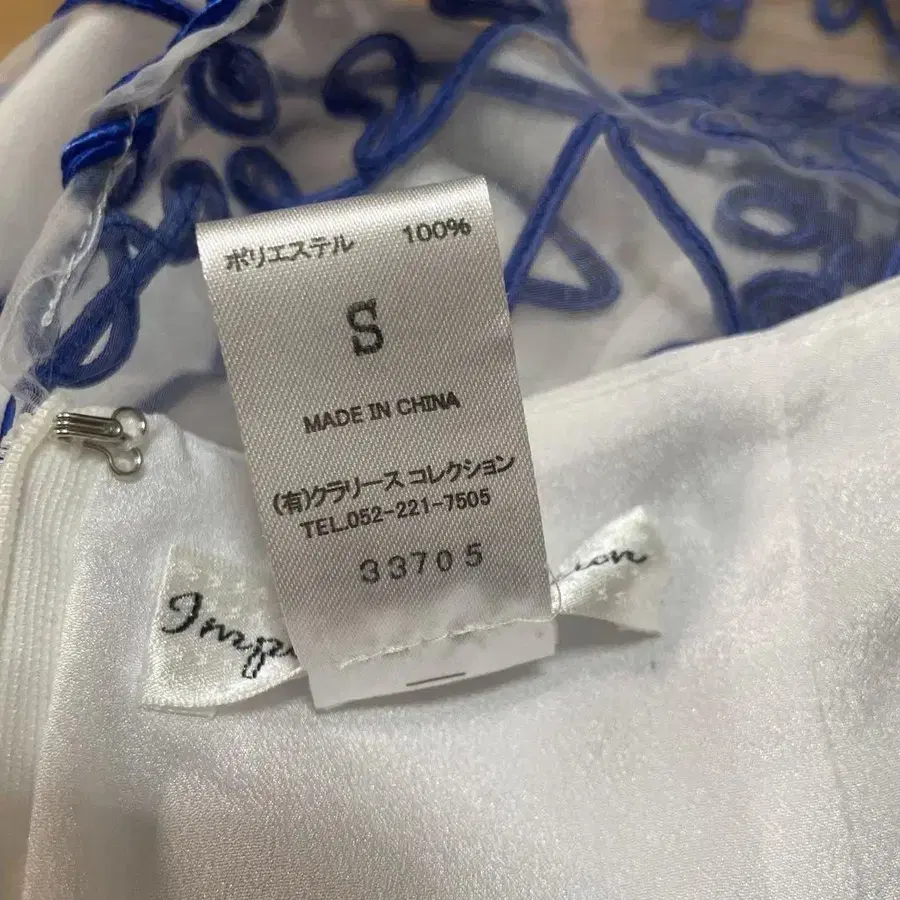 ポリエステル 100%
S
MADE IN CHINA
(有)クラリース コレクション
TEL.052-221-7505
33705